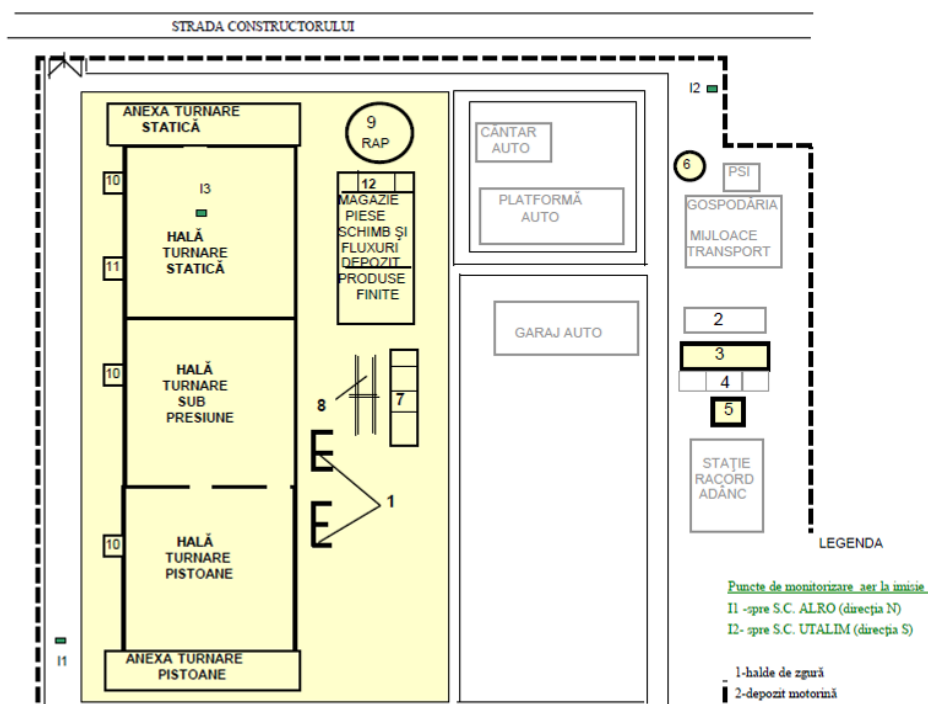 STRADA CONSTRUCTORULUI
I2
ANEXA TURNARE
STATICĂ
9
RAP
CÂNTAR
AUTO
6
PSI
10
I3
12
MAGAZIE
PIESE
SCHIMB ŞI
FLUXURI
DEPOZIT
PRODUSE
FINITE
PLATFORMĂ
AUTO
GOSPODĂRIA
MIJLOACE
TRANSPORT
HALĂ
TURNARE
STATICĂ
11
GARAJ AUTO
2
3
4
5
10
HALĂ
TURNARE
SUB
PRESIUNE
8
7
1
STAŢIE
RACORD
ADÂNC
10
HALĂ
TURNARE
PISTOANE
LEGENDA
Puncte de monitorizare aer la imisie
I1 -spre S.C. ALRO (direcţia N)
I2- spre S.C. UTALIM (direcţia S)
I1
ANEXA TURNARE
PISTOANE
1-halde de zgură
2-depozit motorină